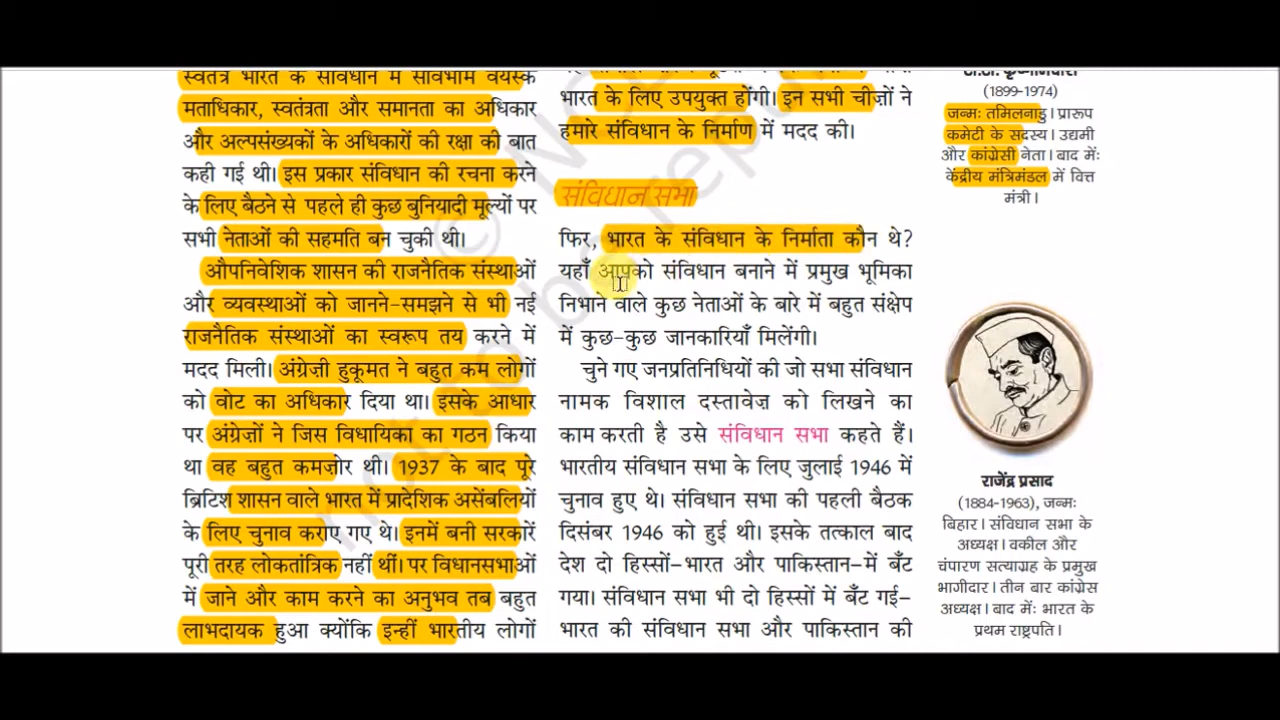 स्वतंत्र भारत के संविधान में सार्वभौम वयस्क
मताधिकार, स्वतंत्रता और समानता का अधिकार
और अल्पसंख्यकों के अधिकारों की रक्षा की बात
कही गई थी। इस प्रकार संविधान की रचना करने
के लिए बैठने से पहले ही कुछ बुनियादी मूल्यों पर
सभी नेताओं की सहमति बन चुकी थी।
औपनिवेशिक शासन की राजनैतिक संस्थाओं
और व्यवस्थाओं को जानने-समझने से भी नई
राजनैतिक संस्थाओं का स्वरूप तय करने में
मदद मिली। अंग्रेज़ी हुकूमत ने बहुत कम लोगों
को वोट का अधिकार दिया था। इसके आधार
पर अंग्रेज़ों ने जिस विधायिका का गठन किया
था वह बहुत कमज़ोर थी। 1937 के बाद पूरे
ब्रिटिश शासन वाले भारत में प्रादेशिक असेंबलियों
के लिए चुनाव कराए गए थे। इनमें बनी सरकारें
पूरी तरह लोकतांत्रिक नहीं थीं। पर विधानसभाओं
में जाने और काम करने का अनुभव तब बहुत
लाभदायक हुआ क्योंकि इन्हीं भारतीय लोगों
भारत के लिए उपयुक्त होंगी। इन सभी चीज़ों ने
हमारे संविधान के निर्माण में मदद की।
संविधान सभा
फिर, भारत के संविधान के निर्माता कौन थे?
यहाँ आपको संविधान बनाने में प्रमुख भूमिका
निभाने वाले कुछ नेताओं के बारे में बहुत संक्षेप
में कुछ-कुछ जानकारियाँ मिलेंगी।
चुने गए जनप्रतिनिधियों की जो सभा संविधान
नामक विशाल दस्तावेज़ को लिखने का
काम करती है उसे संविधान सभा कहते हैं।
भारतीय संविधान सभा के लिए जुलाई 1946 में
चुनाव हुए थे। संविधान सभा की पहली बैठक
दिसंबर 1946 को हुई थी। इसके तत्काल बाद
देश दो हिस्सों-भारत और पाकिस्तान-में बँट
गया। संविधान सभा भी दो हिस्सों में बँट गई-
भारत की संविधान सभा और पाकिस्तान की
टी.टी. कृष्णामचारी
(1899-1974)
जन्मः तमिलनाडु। प्रारूप
कमेटी के सदस्य। उद्यमी
और कांग्रेसी नेता। बाद में:
केंद्रीय मंत्रिमंडल में वित्त
मंत्री।
राजेंद्र प्रसाद
(1884-1963), जन्मः
बिहार। संविधान सभा के
अध्यक्ष। वकील और
चंपारण सत्याग्रह के प्रमुख
भागीदार। तीन बार कांग्रेस
अध्यक्ष। बाद में: भारत के
प्रथम राष्ट्रपति।